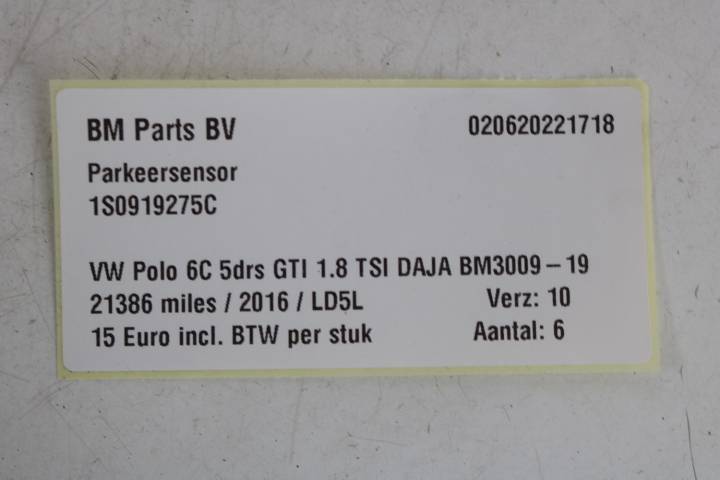 BM Parts BV 020620221718
Parkeersensor
1S0919275C
VW Polo 6C 5drs GTI 1.8 TSI DAJA BM3009 – 19
21386 miles / 2016 / LD5L Verz: 10
15 Euro incl. BTW per stuk Aantal: 6